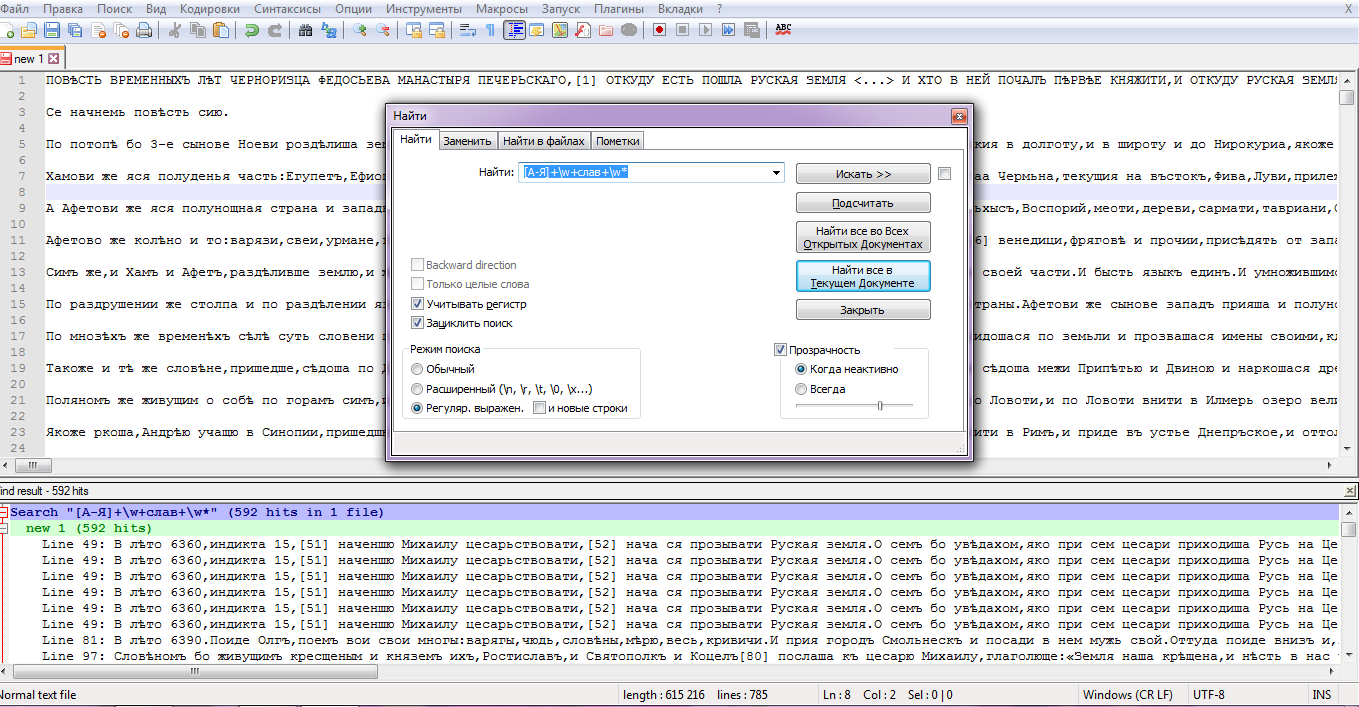 Файл Правка Поиск Вид Кодировки Синтаксисы Опции Инструменты Макросы Запуск Плагины Вкладки ? X
new 1
1 ПОВѢСТЬ ВРЕМЕННЫХЪ ЛѢТ ЧЕРНОРИЗЦА ФЕДОСЬЕВА МАНАСТЫРЯ ПЕЧЕРЬСКАГО,[1] ОТКУДУ ЕСТЬ ПОШЛА РУСКАЯ ЗЕМЛЯ <...> И ХТО В НЕЙ ПОЧАЛЪ ПѢРВѢЕ КНЯЖИТИ,И ОТКУДУ РУСКАЯ ЗЕМЛЯ
2
3 Се начнемь повѣсть сию.
4
5 По потопѣ бо 3-е сынове Ноеви роздѣлиша зем
кия в долготу,и в широту и до Нирокуриа,якоже
6
7 Хамови же яся полуденья часть:Егупетъ,Ефиоп
аа Чермьна,текущия на въстокъ,Фива,Луви,прилеж
8
9 А Афетови же яся полунощная страна и западн
ьхысъ,Воспорий,меоти,дереви,сармати,тавриани,С
10
11 Афетово же колѣно и то:варязи,свеи,урмане,
6] венедици,фряговѣ и прочии,присѣдять от запа
12
13 Симъ же,и Хамъ и Афетъ,раздѣливше землю,и ж
своей части.И бысть языкъ единъ.И умножившимс
14
15 По раздрушении же столпа и по раздѣлении яз
траны.Афетови же сынове западъ прияша и полуно
16
17 По мнозѣхъ же временѣхъ сѣлѣ суть словени п
идошася по земьли и прозвашася имены своими,кд
18
19 Такоже и тѣ же словѣне,пришедше,сѣдоша по Д
сѣдоша межи Припѣтью и Двиною и наркошася дре
20
21 Поляномъ же живущим о собѣ по горамъ симъ,и
о Ловоти,и по Ловоти внити в Илмерь озеро вели
22
23 Якоже ркоша,Андрѣю учащю в Синопии,пришедшю
ити в Римъ,и приде въ устье Днепрьское,и оттол
24
Найти
Найти Заменить Найти в файлах Пометки
Найти: [А-Я]+\w+слав+\w*
Искать >>
Подсчитать
Найти все во Всех
Открытых Документах
Backward direction
Найти все в
Текущем Документе
Только целые слова
Учитывать регистр
Закрыть
Зациклить поиск
Режим поиска
Прозрачность
Обычный
Когда неактивно
Расширенный (\n, \r, \t, \0, \x...)
Всегда
Регуляр. выражен. и новые строки
ind result - 592 hits
Search "[А-Я]+\w+слав+\w*" (592 hits in 1 file)
new 1 (592 hits)
Line 49: В лѣто 6360,индикта 15,[51] наченшю Михаилу цесарьствовати,[52] нача ся прозывати Руская земля.О семъ бо увѣдахом,яко при сем цесари приходиша Русь на Це
Line 49: В лѣто 6360,индикта 15,[51] наченшю Михаилу цесарьствовати,[52] нача ся прозывати Руская земля.О семъ бо увѣдахом,яко при сем цесари приходиша Русь на Це
Line 49: В лѣто 6360,индикта 15,[51] наченшю Михаилу цесарьствовати,[52] нача ся прозывати Руская земля.О семъ бо увѣдахом,яко при сем цесари приходиша Русь на Це
Line 49: В лѣто 6360,индикта 15,[51] наченшю Михаилу цесарьствовати,[52] нача ся прозывати Руская земля.О семъ бо увѣдахом,яко при сем цесари приходиша Русь на Це
Line 49: В лѣто 6360,индикта 15,[51] наченшю Михаилу цесарьствовати,[52] нача ся прозывати Руская земля.О семъ бо увѣдахом,яко при сем цесари приходиша Русь на Це
Line 49: В лѣто 6360,индикта 15,[51] наченшю Михаилу цесарьствовати,[52] нача ся прозывати Руская земля.О семъ бо увѣдахом,яко при сем цесари приходиша Русь на Це
Line 81: В лѣто 6390.Поиде Олгъ,поемъ вои свои многы:варягы,чюдь,словѣны,мѣрю,весь,кривичи.И прия городъ Смольнескъ и посади в нем мужь свой.Оттуда поиде внизъ и,
Line 97: Словѣномъ бо живущимъ кресщеным и княземъ ихъ,Ростиславъ,и Святополкъ и Коцелъ[80] послаша къ цесарю Михаилу,глаголюще:«Земля наша крѣщена,и нѣсть в нас
Normal text file length : 615 216 lines : 785 Ln : 8 Col : 2 Sel : 0 | 0 Windows (CR LF) UTF-8 INS